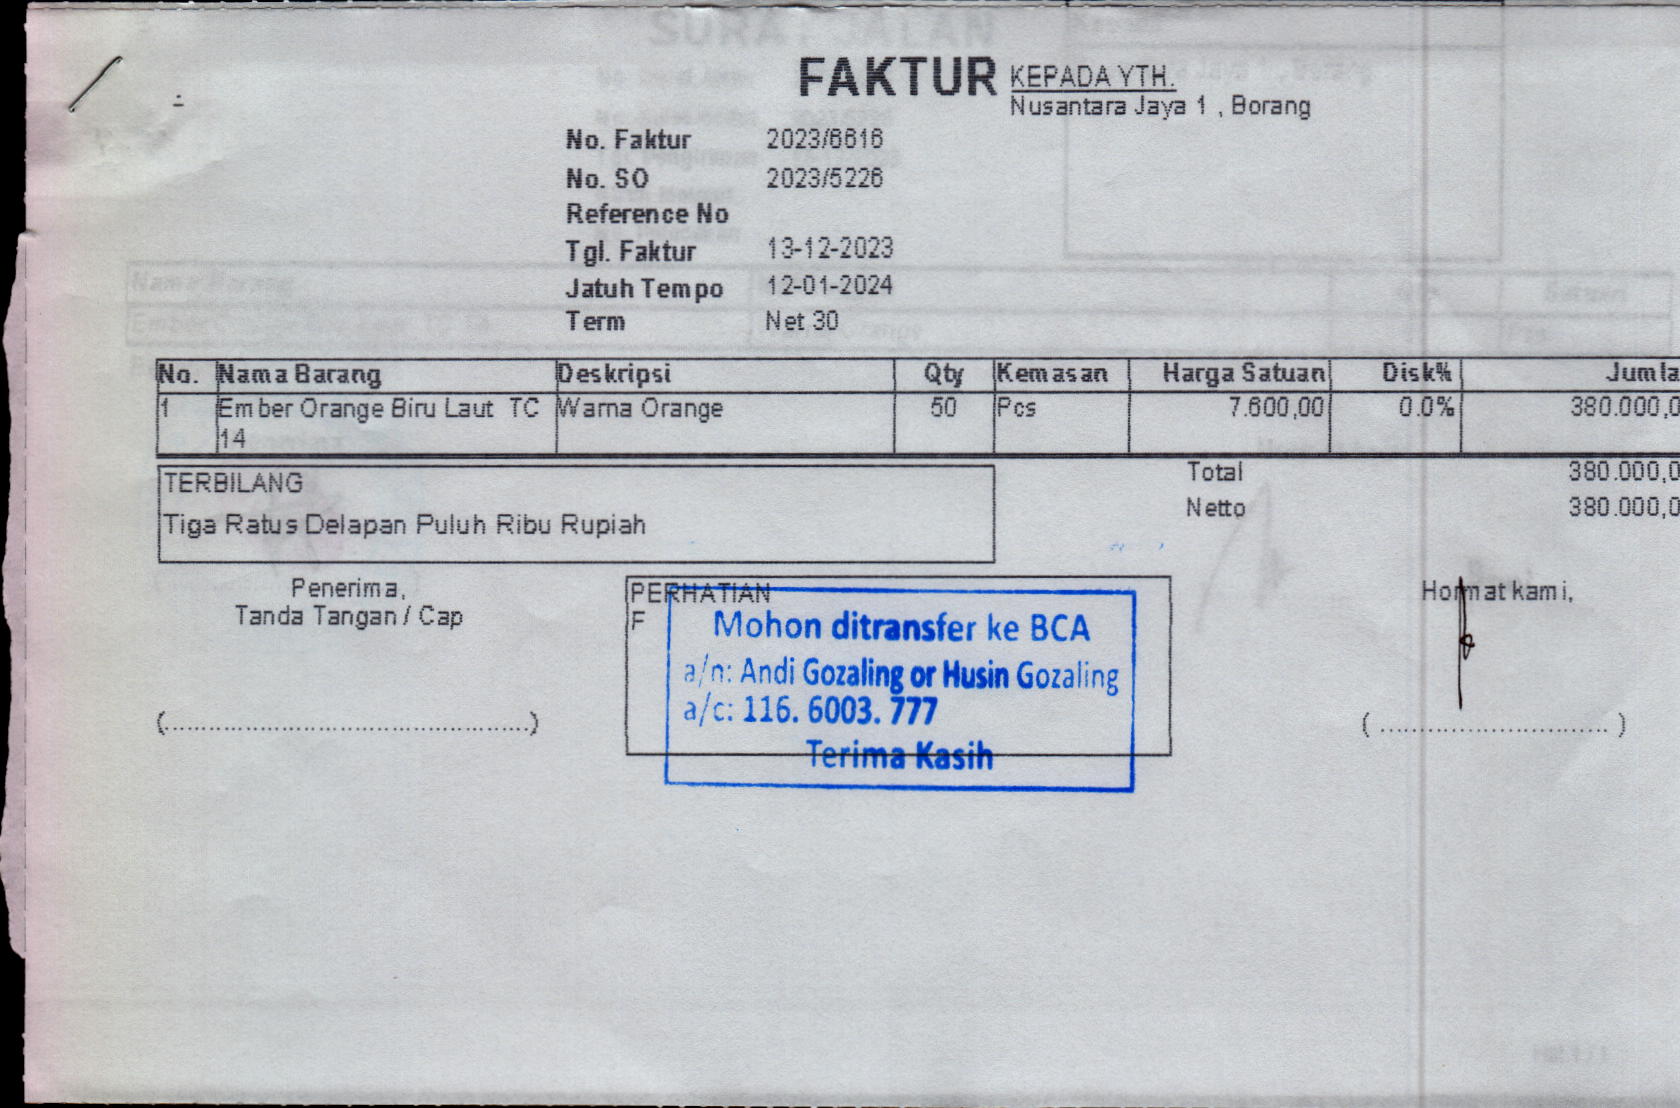 FAKTUR
KEPADA YTH.
Nusantara Jaya 1 , Borang
No. Faktur 2023/6616
No. SO 2023/5226
Reference No
Tgl. Faktur 13-12-2023
Jatuh Tempo 12-01-2024
Term Net 30
No. Nama Barang Deskripsi Qty Kemasan Harga Satuan Disk% Jumla
1 Ember Orange Biru Laut TC Warna Orange 50 Pcs 7.600,00 0.0% 380.000,0
14
TERBILANG
Tiga Ratus Delapan Puluh Ribu Rupiah
Total 380.000,0
Netto 380.000,0
Penerima,
Tanda Tangan / Cap
PERHATIAN
F
Mohon ditransfer ke BCA
a/n: Andi Gozaling or Husin Gozaling
a/c: 116. 6003. 777
Terima Kasih
Hormat kami,
(..............................................)
( ............................ )